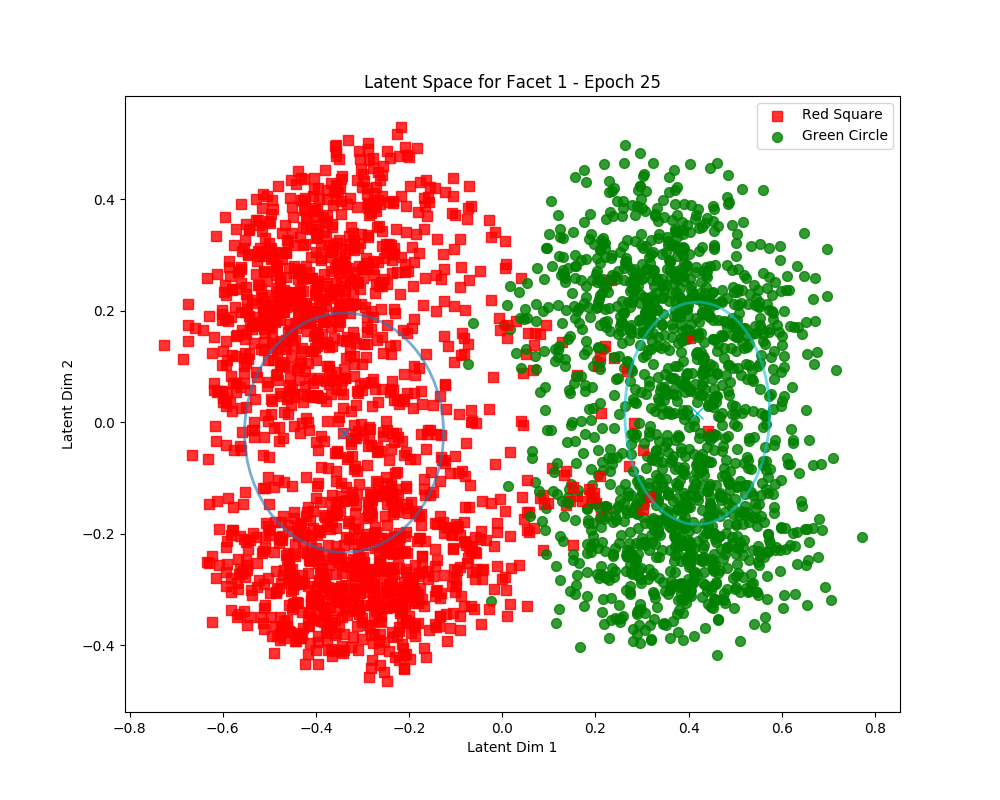 Latent Space for Facet 1 - Epoch 25
Red Square
Green Circle
0.4
0.2
0.0
−0.2
−0.4
Latent Dim 2
−0.8
−0.6
−0.4
−0.2
0.0
0.2
0.4
0.6
0.8
Latent Dim 1